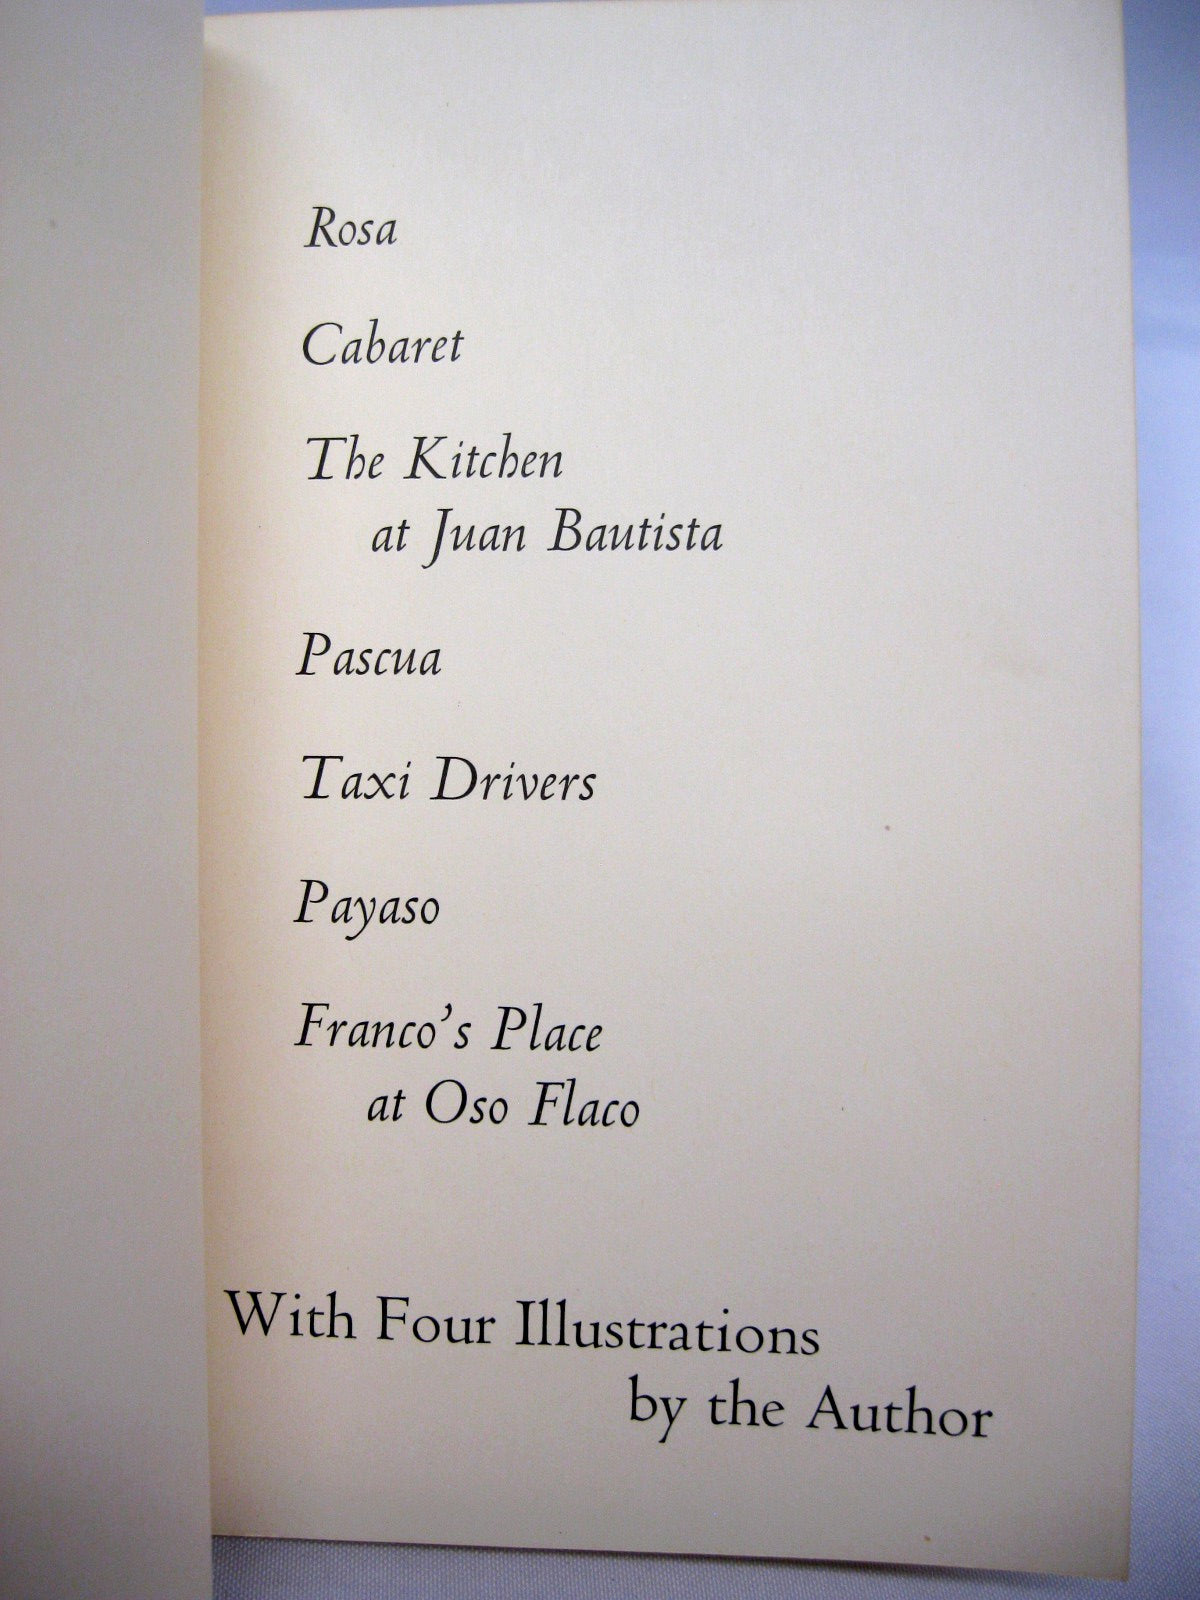 Rosa
Cabaret
The Kitchen
at Juan Bautista
Pascua
Taxi Drivers
Payaso
Franco's Place
at Oso Flaco
With Four Illustrations
by the Author